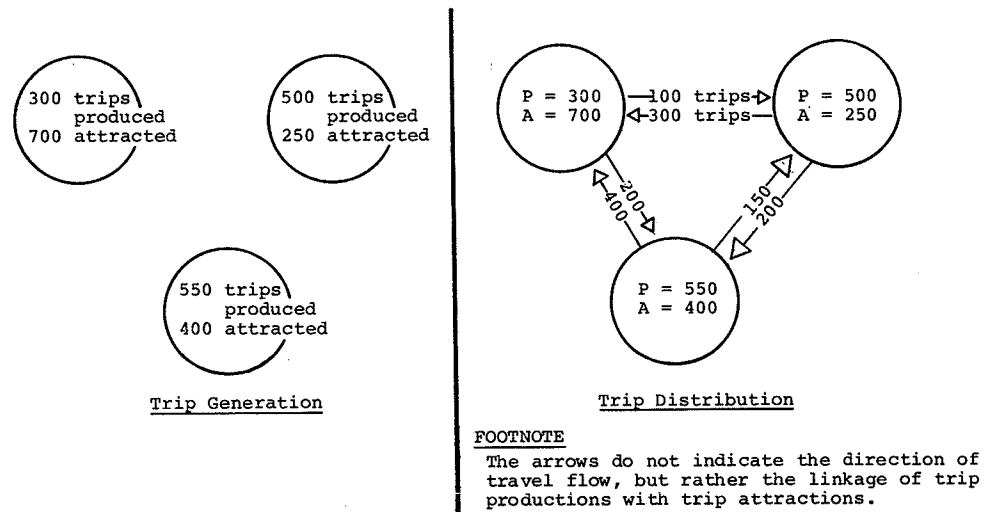 300 trips
produced
700 attracted
500 trips
produced
250 attracted
550 trips
produced
400 attracted
Trip Generation
P = 300
A = 700
100 trips
300 trips
P = 500
A = 250
200
400
150
200
P = 550
A = 400
Trip Distribution
FOOTNOTE
The arrows do not indicate the direction of
travel flow, but rather the linkage of trip
productions with trip attractions.